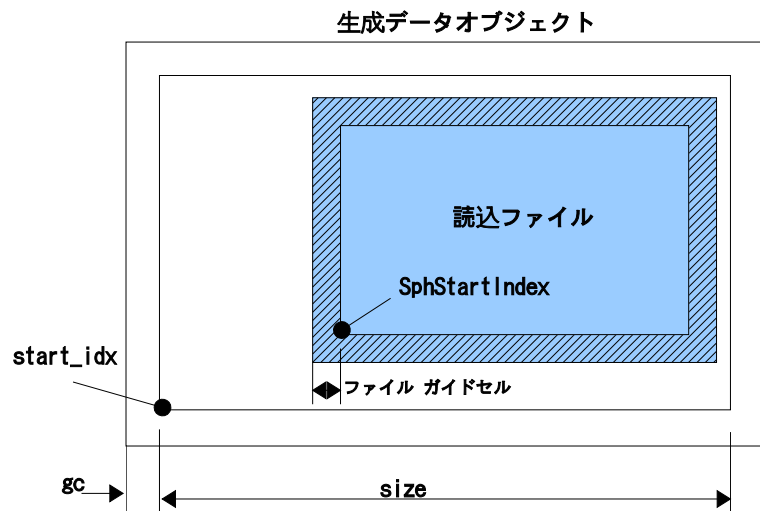 生成データオブジェクト
読込ファイル
SphStartIndex
start_idx
ファイル ガイドセル
gc
size